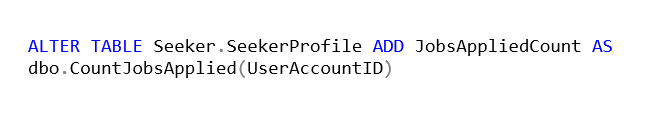 ALTER TABLE Seeker.SeekerProfile ADD JobsAppliedCount AS
dbo.CountJobsApplied(UserAccountID)